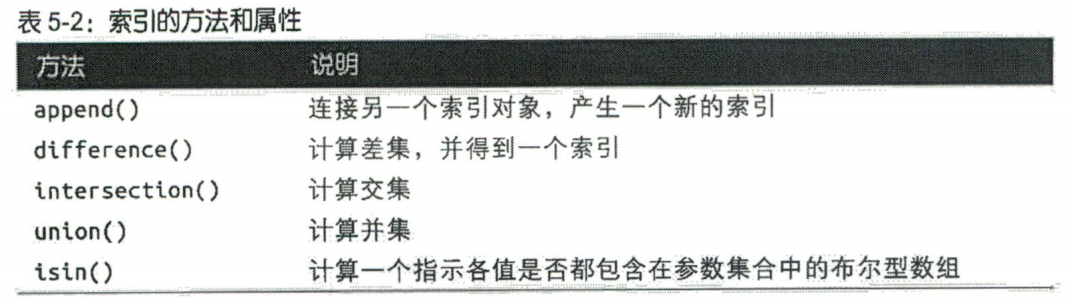 表 5-2：索引的方法和属性
方法 说明
append() 连接另一个索引对象，产生一个新的索引
difference() 计算差集，并得到一个索引
intersection() 计算交集
union() 计算并集
isin() 计算一个指示各值是否都包含在参数集合中的布尔型数组